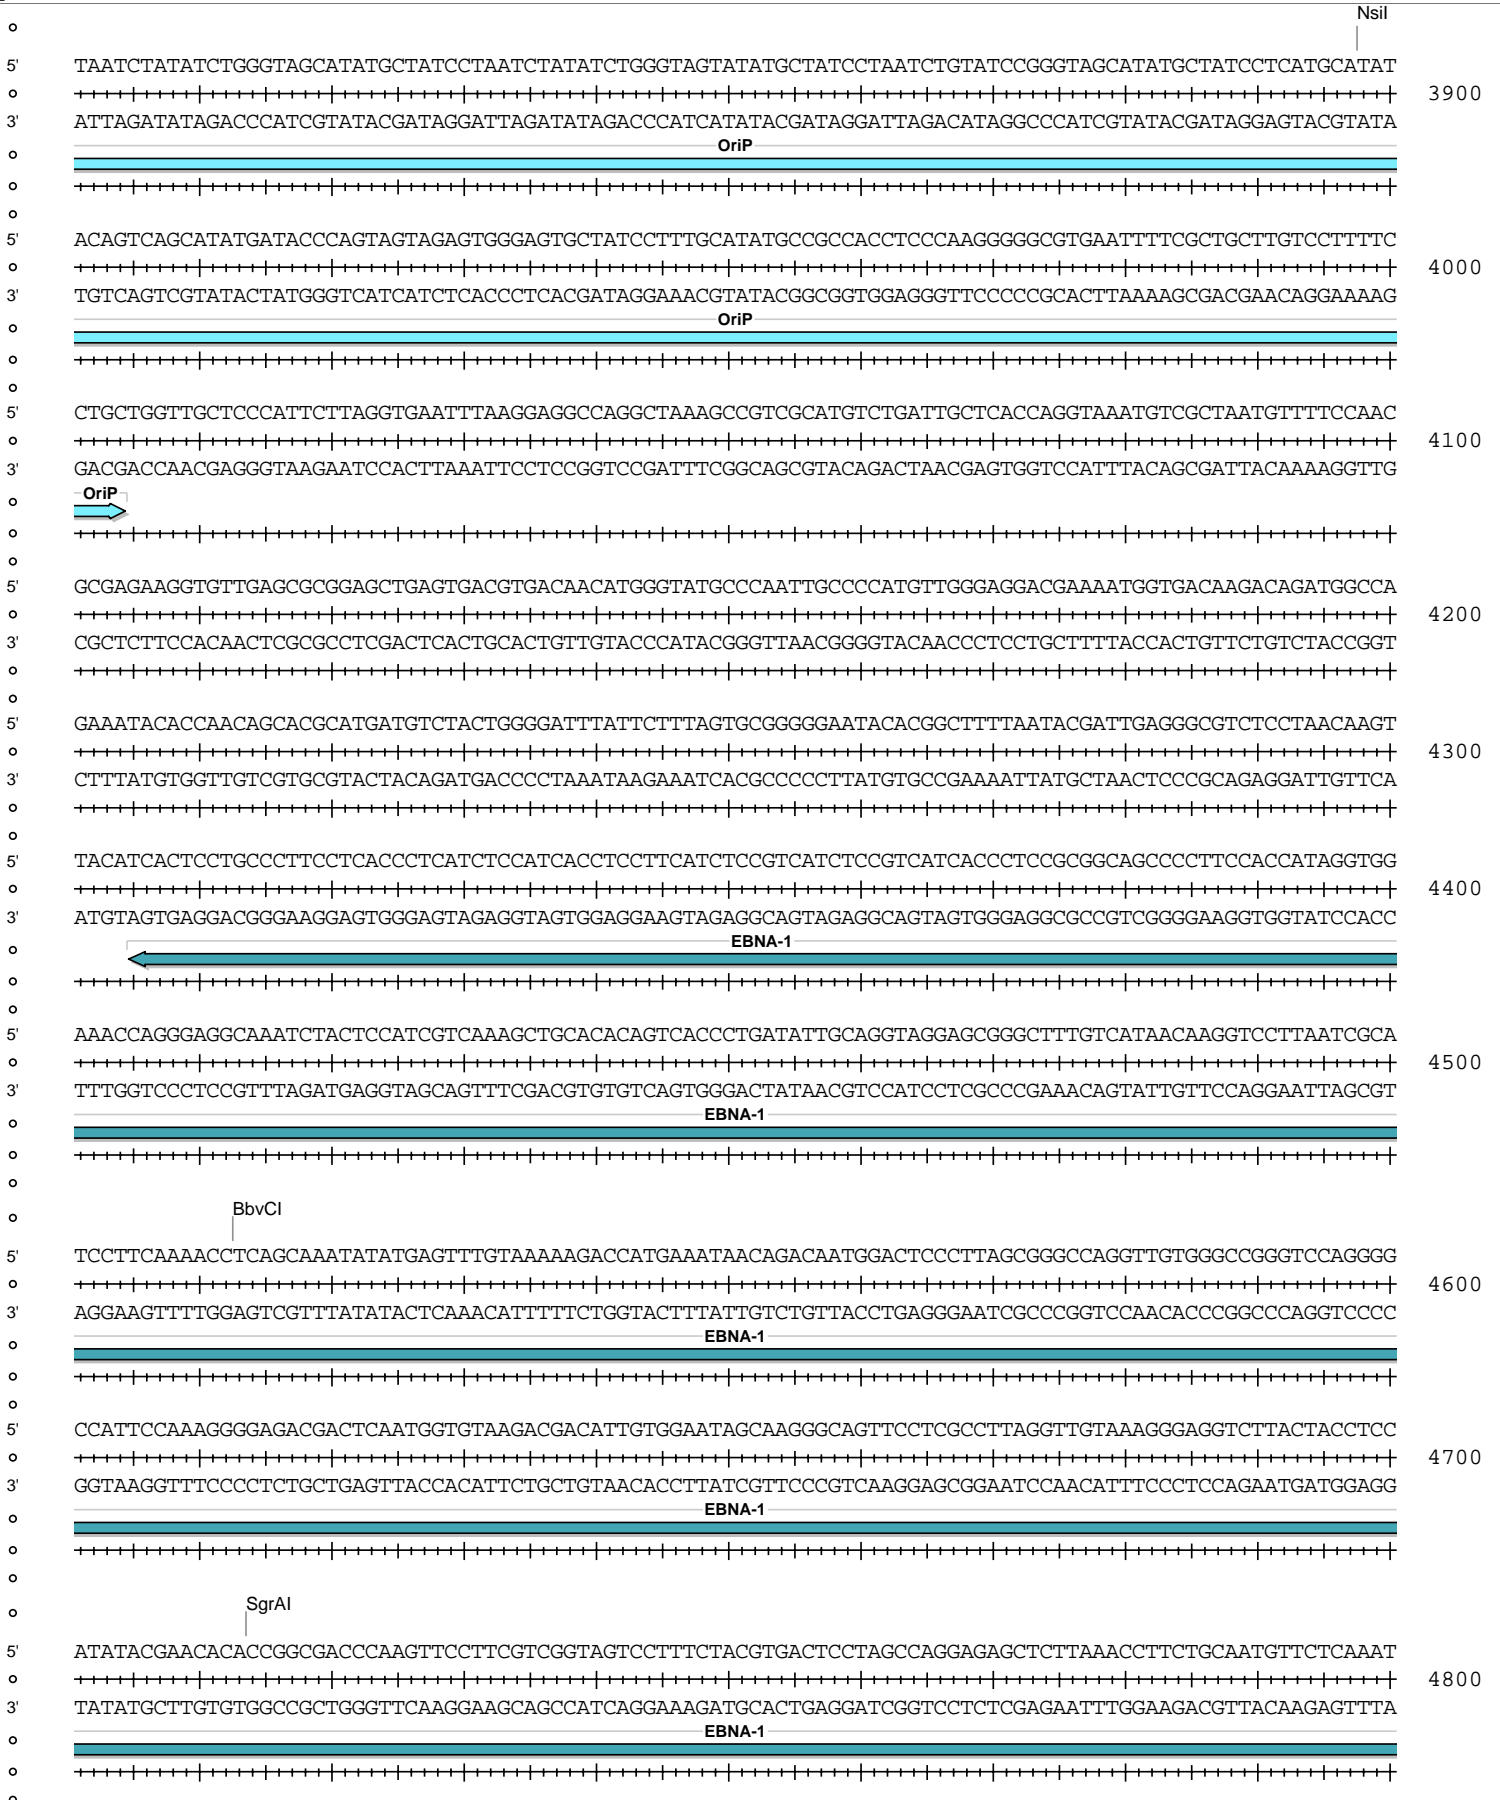 NsiI
5' TAATCTATATCTGGGTAGCATATGCTATCCTAATCTATATCTGGGTAGTATATGCTATCCTAATCTGTATCCGGGTAGCATATGCTATCCTCATGCATAT
3900
3' ATTAGATATAGACCCATCGTATACGATAGGATTAGATATAGACCCATCATATACGATAGGATTAGACATAGGCCCATCGTATACGATAGGAGTACGTATA
OriP
5' ACAGTCAGCATATGATACCCAGTAGTAGAGTGGGAGTGCTATCCTTTGCATATGCCGCCACCTCCCAAGGGGGCGTGAATTTTCGCTGCTTGTCCTTTTC
4000
3' TGTCAGTCGTATACTATGGGTCATCATCTCACCCTCACGATAGGAAACGTATACGGCGGTGGAGGGTTCCCCCGCACTTAAAAGCGACGAACAGGAAAAG
OriP
5' CTGCTGGTTGCTCCCATTCTTAGGTGAATTTAAGGAGGCCAGGCTAAAGCCGTCGCATGTCTGATTGCTCACCAGGTAAATGTCGCTAATGTTTTCCAAC
4100
3' GACGACCAACGAGGGTAAGAATCCACTTAAATTCCTCCGGTCCGATTTCGGCAGCGTACAGACTAACGAGTGGTCCATTTACAGCGATTACAAAAGGTTG
OriP
5' GCGAGAAGGTGTTGAGCGCGGAGCTGAGTGACGTGACAACATGGGTATGCCCAATTGCCCCATGTTGGGAGGACGAAAATGGTGACAAGACAGATGGCCA
4200
3' CGCTCTTCCACAACTCGCGCCTCGACTCACTGCACTGTTGTACCCATACGGGTTAACGGGGTACAACCCTCCTGCTTTTACCACTGTTCTGTCTACCGGT
5' GAAATACACCAACAGCACGCATGATGTCTACTGGGGATTTATTCTTTAGTGCGGGGGAATACACGGCTTTTAATACGATTGAGGGCGTCTCCTAACAAGT
4300
3' CTTTATGTGGTTGTCGTGCGTACTACAGATGACCCCTAAATAAGAAATCACGCCCCCTTATGTGCCGAAAATTATGCTAACTCCCGCAGAGGATTGTTCA
5' TACATCACTCCTGCCCTTCCTCACCCTCATCTCCATCACCTCCTTCATCTCCGTCATCTCCGTCATCACCCTCCGCGGCAGCCCCTTCCACCATAGGTGG
4400
3' ATGTAGTGAGGACGGGAAGGAGTGGGAGTAGAGGTAGTGGAGGAAGTAGAGGCAGTAGAGGCAGTAGTGGGAGGCGCCGTCGGGGAAGGTGGTATCCACC
EBNA-1
5' AAACCAGGGAGGCAAATCTACTCCATCGTCAAAGCTGCACACAGTCACCCTGATATTGCAGGTAGGAGCGGGCTTTGTCATAACAAGGTCCTTAATCGCA
4500
3' TTTGGTCCCTCCGTTTAGATGAGGTAGCAGTTTCGACGTGTGTCAGTGGGACTATAACGTCCATCCTCGCCCGAAACAGTATTGTTCCAGGAATTAGCGT
EBNA-1
BbvCI
5' TCCTTCAAAACCTCAGCAAATATATGAGTTTGTAAAAAGACCATGAAATAACAGACAATGGACTCCCTTAGCGGGCCAGGTTGTGGGCCGGGTCCAGGGG
4600
3' AGGAAGTTTTGGAGTCGTTTATATACTCAAACATTTTTCTGGTACTTTATTGTCTGTTACCTGAGGGAATCGCCCGGTCCAACACCCGGCCCAGGTCCCC
EBNA-1
5' CCATTCCAAAGGGGAGACGACTCAATGGTGTAAGACGACATTGTGGAATAGCAAGGGCAGTTCCTCGCCTTAGGTTGTAAAGGGAGGTCTTACTACCTCC
4700
3' GGTAAGGTTTCCCCTCTGCTGAGTTACCACATTCTGCTGTAACACCTTATCGTTCCCGTCAAGGAGCGGAATCCAACATTTCCCTCCAGAATGATGGAGG
EBNA-1
SgrAI
5' ATATACGAACACACCGGCGACCCAAGTTCCTTCGTCGGTAGTCCTTTCTACGTGACTCCTAGCCAGGAGAGCTCTTAAACCTTCTGCAATGTTCTCAAAT
4800
3' TATATGCTTGTGTGGCCGCTGGGTTCAAGGAAGCAGCCATCAGGAAAGATGCACTGAGGATCGGTCCTCTCGAGAATTTGGAAGACGTTACAAGAGTTTA
EBNA-1